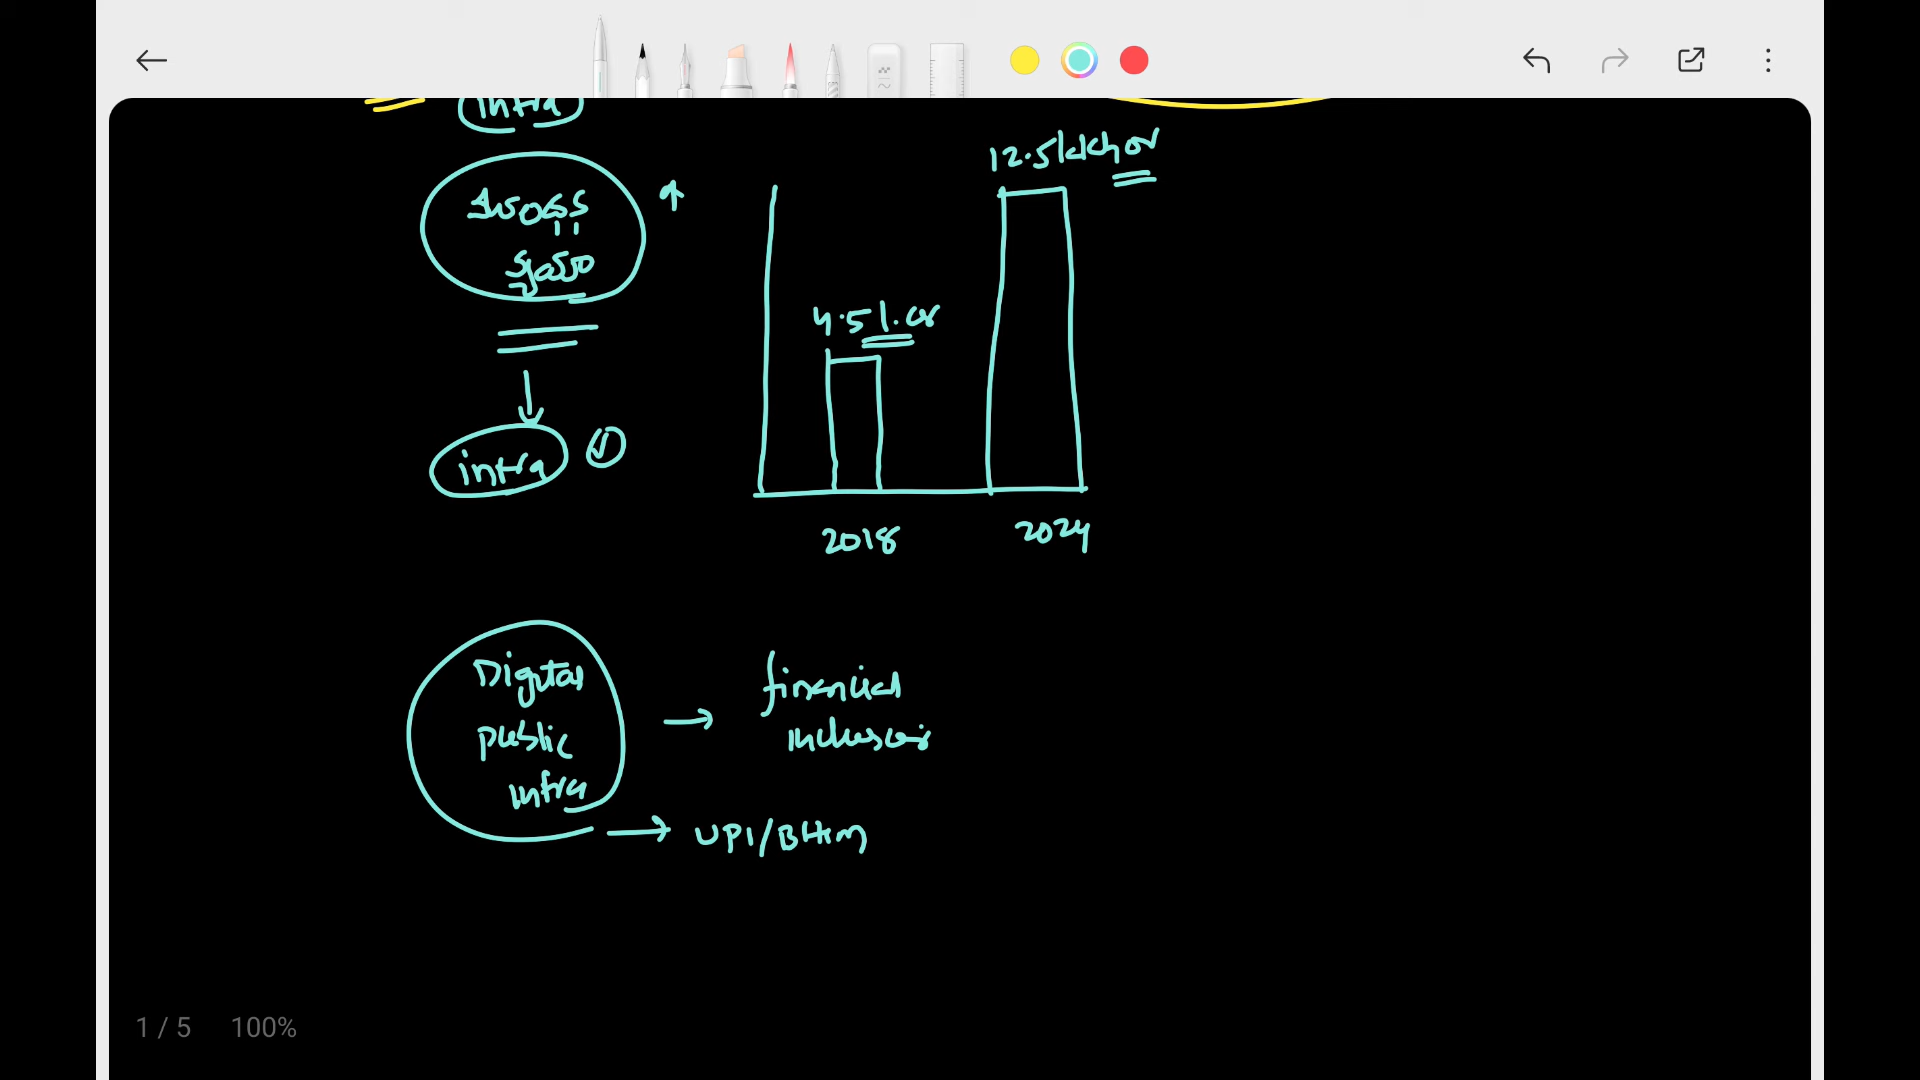 infra
12.5 lakh cr
4.5 l. cr
infra
2018
2024
Digital
public
infra
financial
inclusion
UPI/BHIM
1 / 5 100%